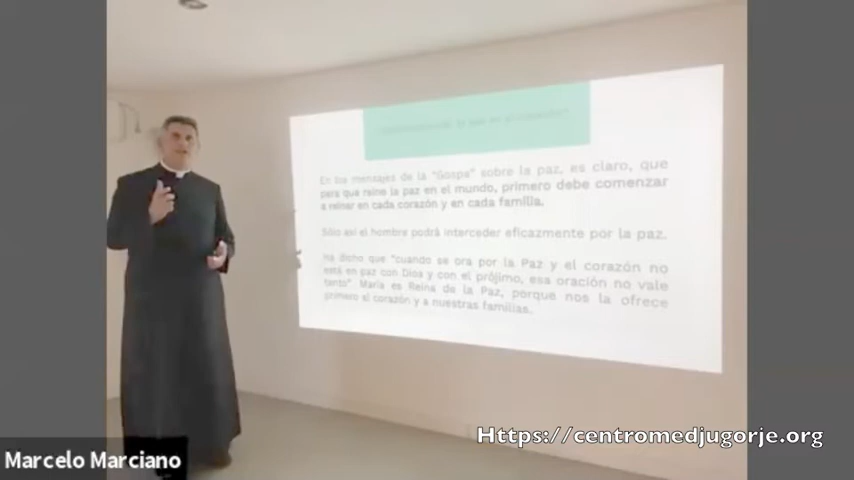 En los mensajes de la "Gospa" sobre la paz, es claro, que
para que reine la paz en el mundo, primero debe comenzar
a reinar en cada corazón y en cada familia.
Sólo así el hombre podrá interceder eficazmente por la paz.
Ha dicho que "cuando se ora por la Paz y el corazón no
está en paz con Dios y con el prójimo, esa oración no vale
tanto". María es Reina de la Paz, porque nos la ofrece
primero al corazón y a nuestras familias.
Https://centromedjugorje.org
Marcelo Marciano